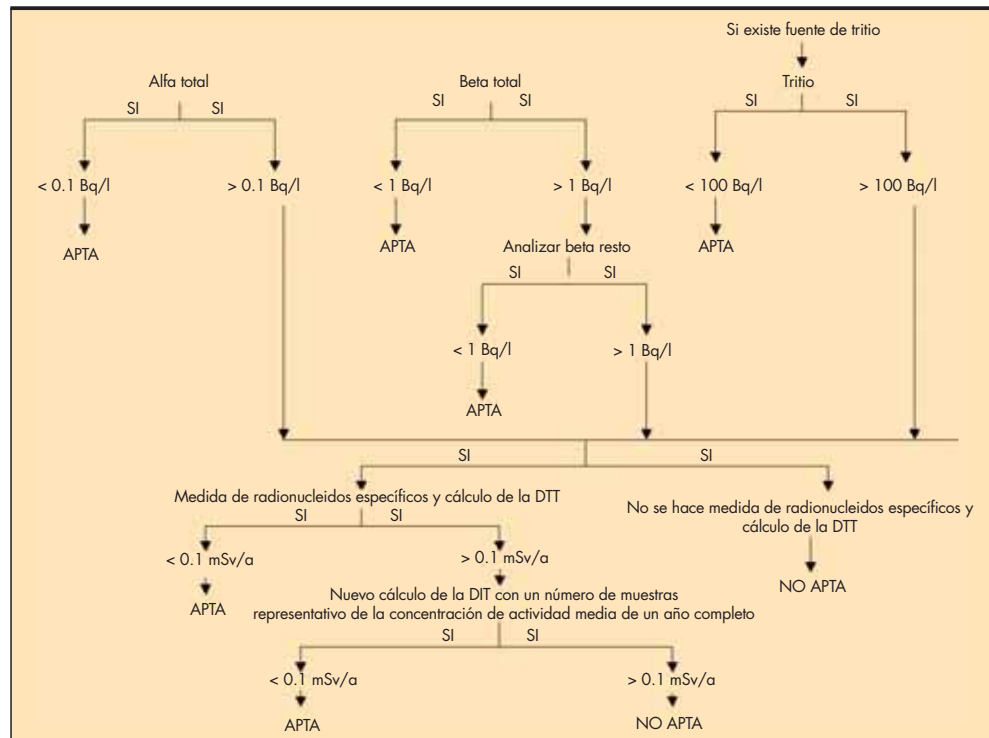 Si existe fuente de tritio
Alfa total
Beta total
Tritio
SI SI
SI SI
SI SI
< 0.1 Bq/l
> 0.1 Bq/l
< 1 Bq/l
> 1 Bq/l
< 100 Bq/l
> 100 Bq/l
APTA
APTA
Analizar beta resto
APTA
SI SI
< 1 Bq/l
> 1 Bq/l
APTA
SI SI
Medida de radionucleidos específicos y cálculo de la DTT
No se hace medida de radionucleidos específicos y
cálculo de la DTT
SI SI
< 0.1 mSv/a
> 0.1 mSv/a
NO APTA
APTA
Nuevo cálculo de la DIT con un número de muestras
representativo de la concentración de actividad media de un año completo
SI SI
< 0.1 mSv/a
> 0.1 mSv/a
APTA
NO APTA